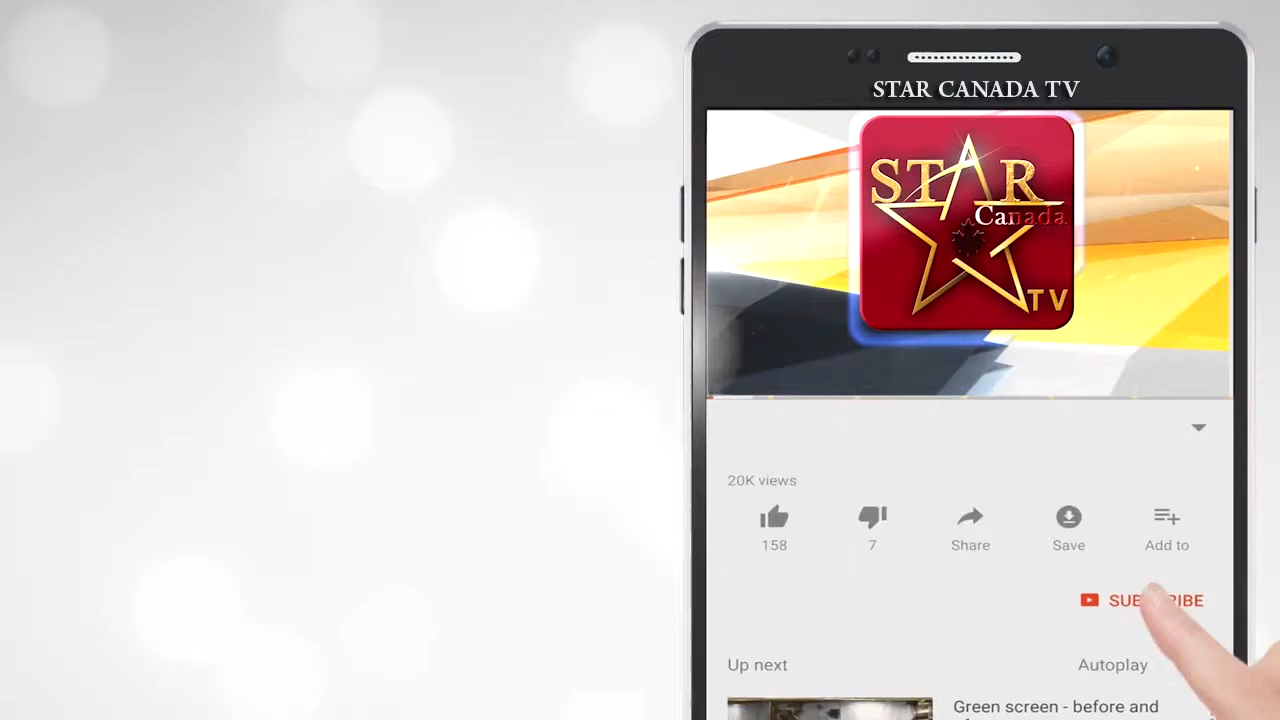 STAR CANADA TV
STAR
Canada
TV
20K views
158
7
Share
Save
Add to
SUBSCRIBE
Up next
Autoplay
Green screen - before and